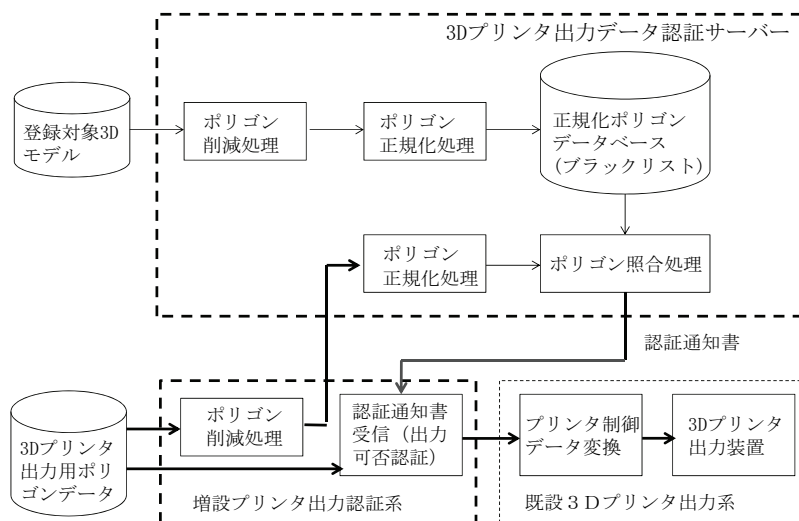 3Dプリンタ出力データ認証サーバー
登録対象3D
モデル
ポリゴン
削減処理
ポリゴン
正規化処理
正規化ポリゴン
データベース
(ブラックリスト)
ポリゴン
正規化処理
ポリゴン照合処理
認証通知書
3Dプリンタ
出力用ポリ
ゴンデータ
ポリゴン
削減処理
認証通知書
受信（出力
可否認証）
増設プリンタ出力認証系
プリンタ制御
データ変換
3Dプリンタ
出力装置
既設３Ｄプリンタ出力系